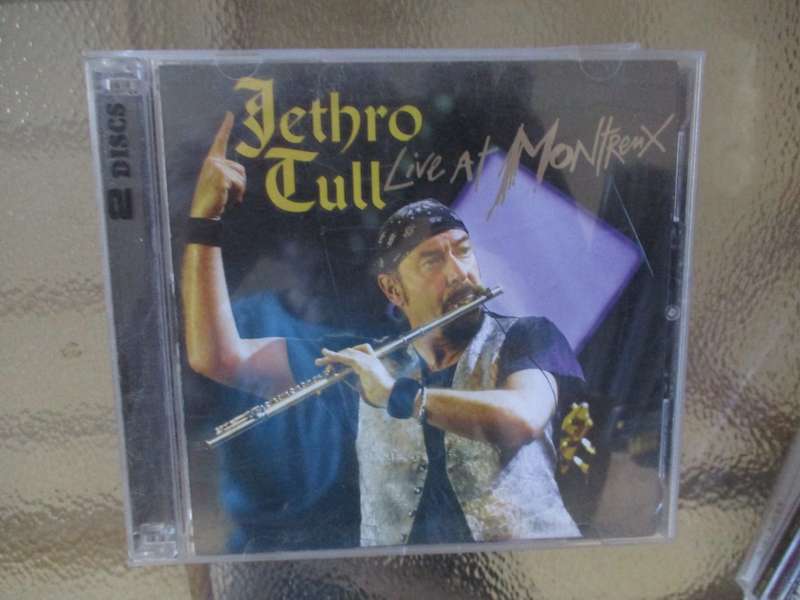 2 DISCS
Jethro
Tull
Live At Montreux